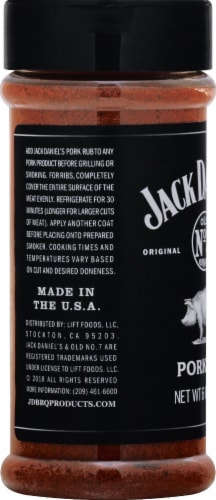 ADD JACK DANIEL'S PORK RUB TO ANY
PORK PRODUCT BEFORE GRILLING OR
SMOKING. FOR RIBS, COMPLETELY
COVER THE ENTIRE SURFACE OF THE
MEAT EVENLY. REFRIGERATE FOR 30
MINUTES (LONGER FOR LARGER CUTS
OF MEAT). APPLY ANOTHER COAT
BEFORE PLACING ONTO PREPARED
SMOKER. COOKING TIMES AND
TEMPERATURES VARY BASED
ON CUT AND DESIRED DONENESS.
MADE IN
THE U.S.A.
DISTRIBUTED BY: LIFT FOODS, LLC.
STOCKTON, CA 95203.
JACK DANIEL'S & OLD NO.7 ARE
REGISTERED TRADEMARKS USED
UNDER LICENSE TO LIFT FOODS, LLC.
© 2018 ALL RIGHTS RESERVED
MORE INFORMATION: (209) 461-6600
JDBBQPRODUCTS.COM
JACK D
ORIGINAL
NO
PORK
NET WT 6